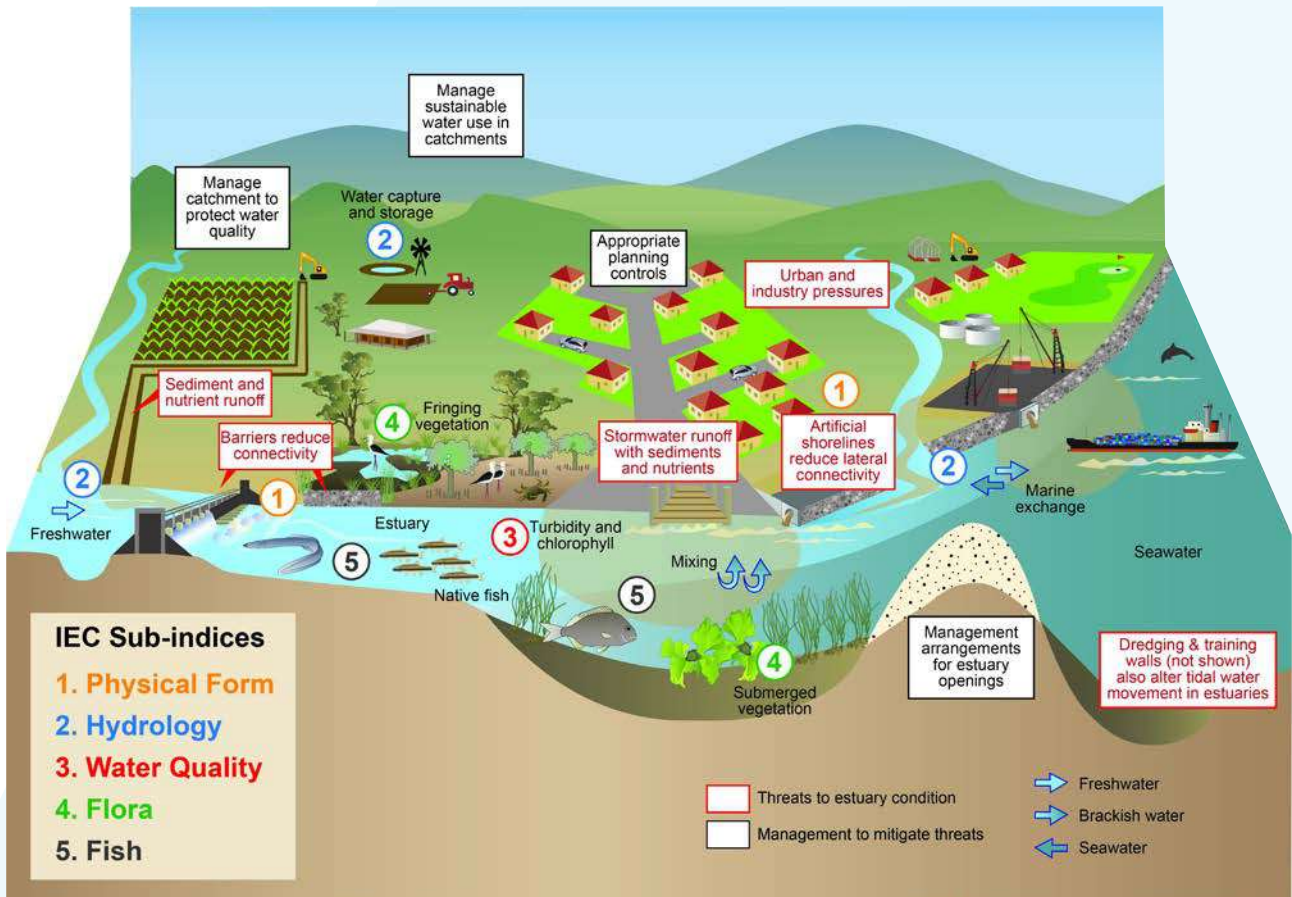 Manage
sustainable
water use in
catchments
Manage
catchment to
protect water
quality
Water capture
and storage
2
Appropriate
planning
controls
Urban and
industry pressures
Sediment and
nutrient runoff
4
Fringing
vegetation
1
Barriers reduce
connectivity
Stormwater runoff
with sediments
and nutrients
Artificial
shorelines
reduce lateral
connectivity
2
Freshwater
1
2
Marine
exchange
Estuary
3
Turbidity and
chlorophyll
Seawater
5
Native fish
Mixing
5
4
Submerged
vegetation
Management
arrangements
for estuary
openings
Dredging & training
walls (not shown)
also alter tidal water
movement in estuaries
IEC Sub-indices
1. Physical Form
2. Hydrology
3. Water Quality
4. Flora
5. Fish
Threats to estuary condition
Management to mitigate threats
Freshwater
Brackish water
Seawater